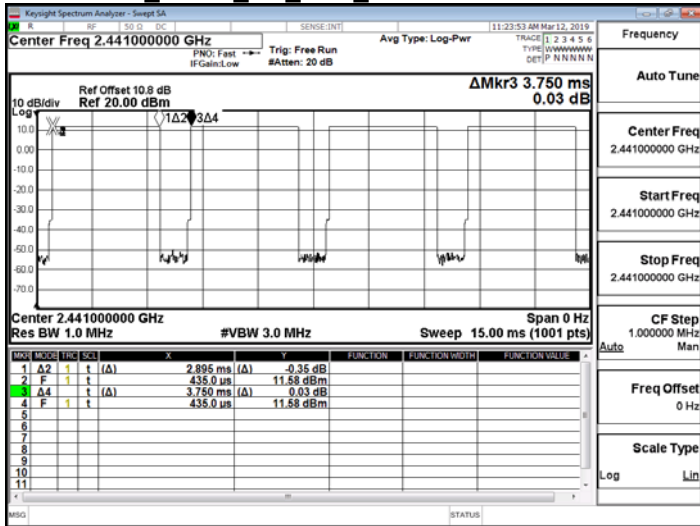 Keysight Spectrum Analyzer - Swept SA
R RF 50 Ω DC SENSE:INT 11:23:53 AM Mar 12, 2019
Center Freq 2.441000000 GHz
PNO: Fast
IFGain:Low
Trig: Free Run
#Atten: 20 dB
Avg Type: Log-Pwr
TRACE 1 2 3 4 5 6
TYPE WWWWWW
DET P N N N N N
Ref Offset 10.8 dB
10 dB/div Ref 20.00 dBm
ΔMkr3 3.750 ms
0.03 dB
Log
1Δ2 3Δ4
10.0
0.00
-10.0
-20.0
-30.0
-40.0
-50.0
-60.0
-70.0
Center 2.441000000 GHz Span 0 Hz
Res BW 1.0 MHz #VBW 3.0 MHz Sweep 15.00 ms (1001 pts)
MKR MODE TRC SCL X Y FUNCTION FUNCTION WIDTH FUNCTION VALUE
1 Δ2 1 t (Δ) 2.895 ms (Δ) -0.35 dB
2 F 1 t 435.0 µs 11.58 dBm
3 Δ4 1 t (Δ) 3.750 ms (Δ) 0.03 dB
4 F 1 t 435.0 µs 11.58 dBm
5
6
7
8
9
10
11
MSG STATUS
Frequency
Auto Tune
Center Freq
2.441000000 GHz
Start Freq
2.441000000 GHz
Stop Freq
2.441000000 GHz
CF Step
1.000000 MHz
Auto Man
Freq Offset
0 Hz
Scale Type
Log Lin